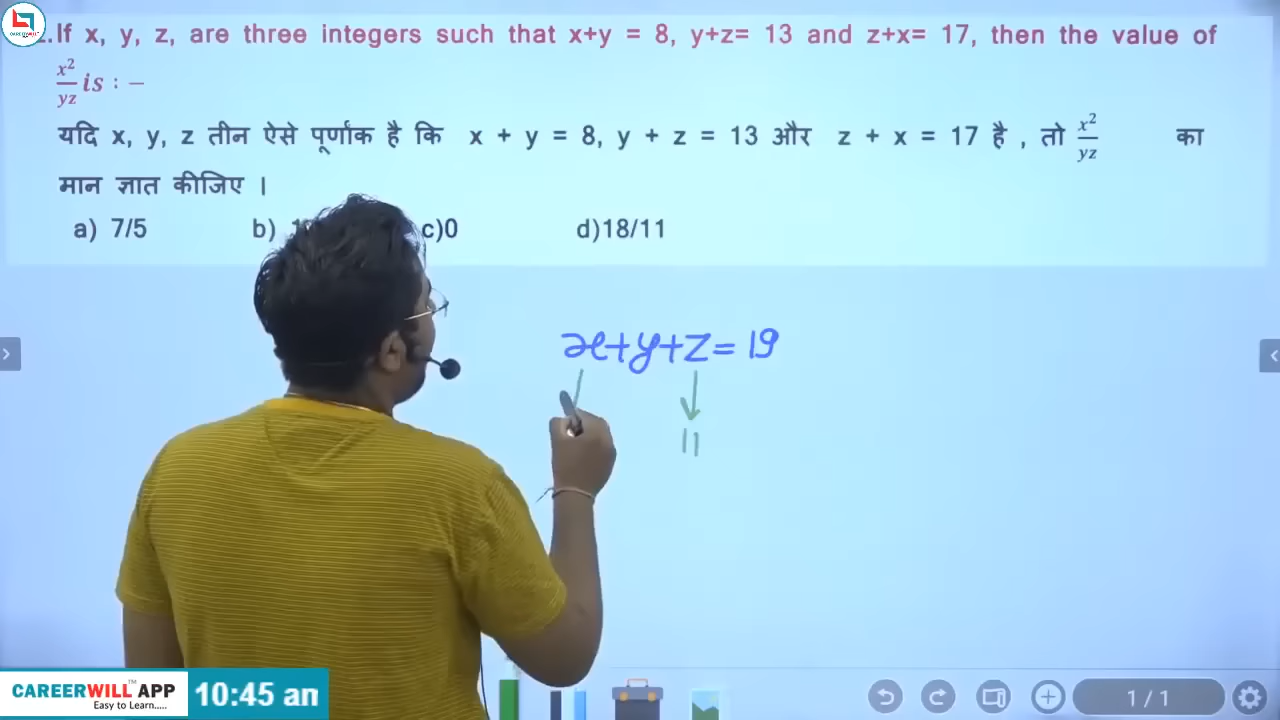 CAREERWILL
.If x, y, z, are three integers such that x+y = 8, y+z= 13 and z+x= 17, then the value of
x²/yz is : −
यदि x, y, z तीन ऐसे पूर्णांक है कि x + y = 8, y + z = 13 और z + x = 17 है , तो x²/yz का
मान ज्ञात कीजिए ।
a) 7/5 b) c)0 d)18/11
x+y+z= 19
11
CAREERWILL APP
Easy to Learn.....
10:45 an
1 / 1